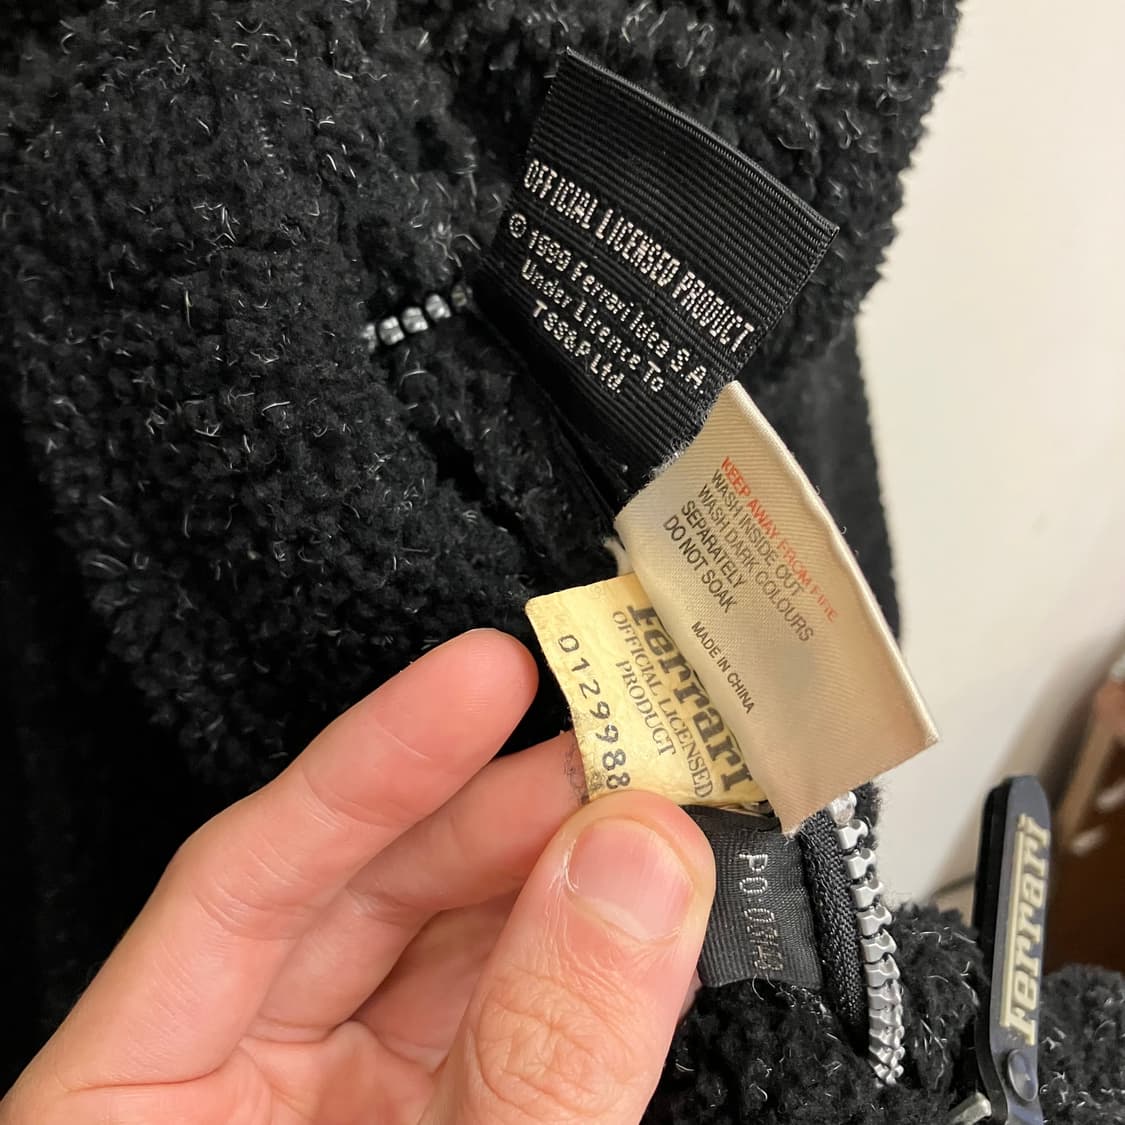 OFFICIAL LICENSED PRODUCT
© 1999 Ferrari Idea S.A.
Under Licence To
TSS&P Ltd.
KEEP AWAY FROM FIRE
WASH INSIDE OUT
WASH DARK COLOURS
SEPARATELY
DO NOT SOAK
MADE IN CHINA
Ferrari
OFFICIAL LICENSED
PRODUCT
0129988
PO
Ferrari